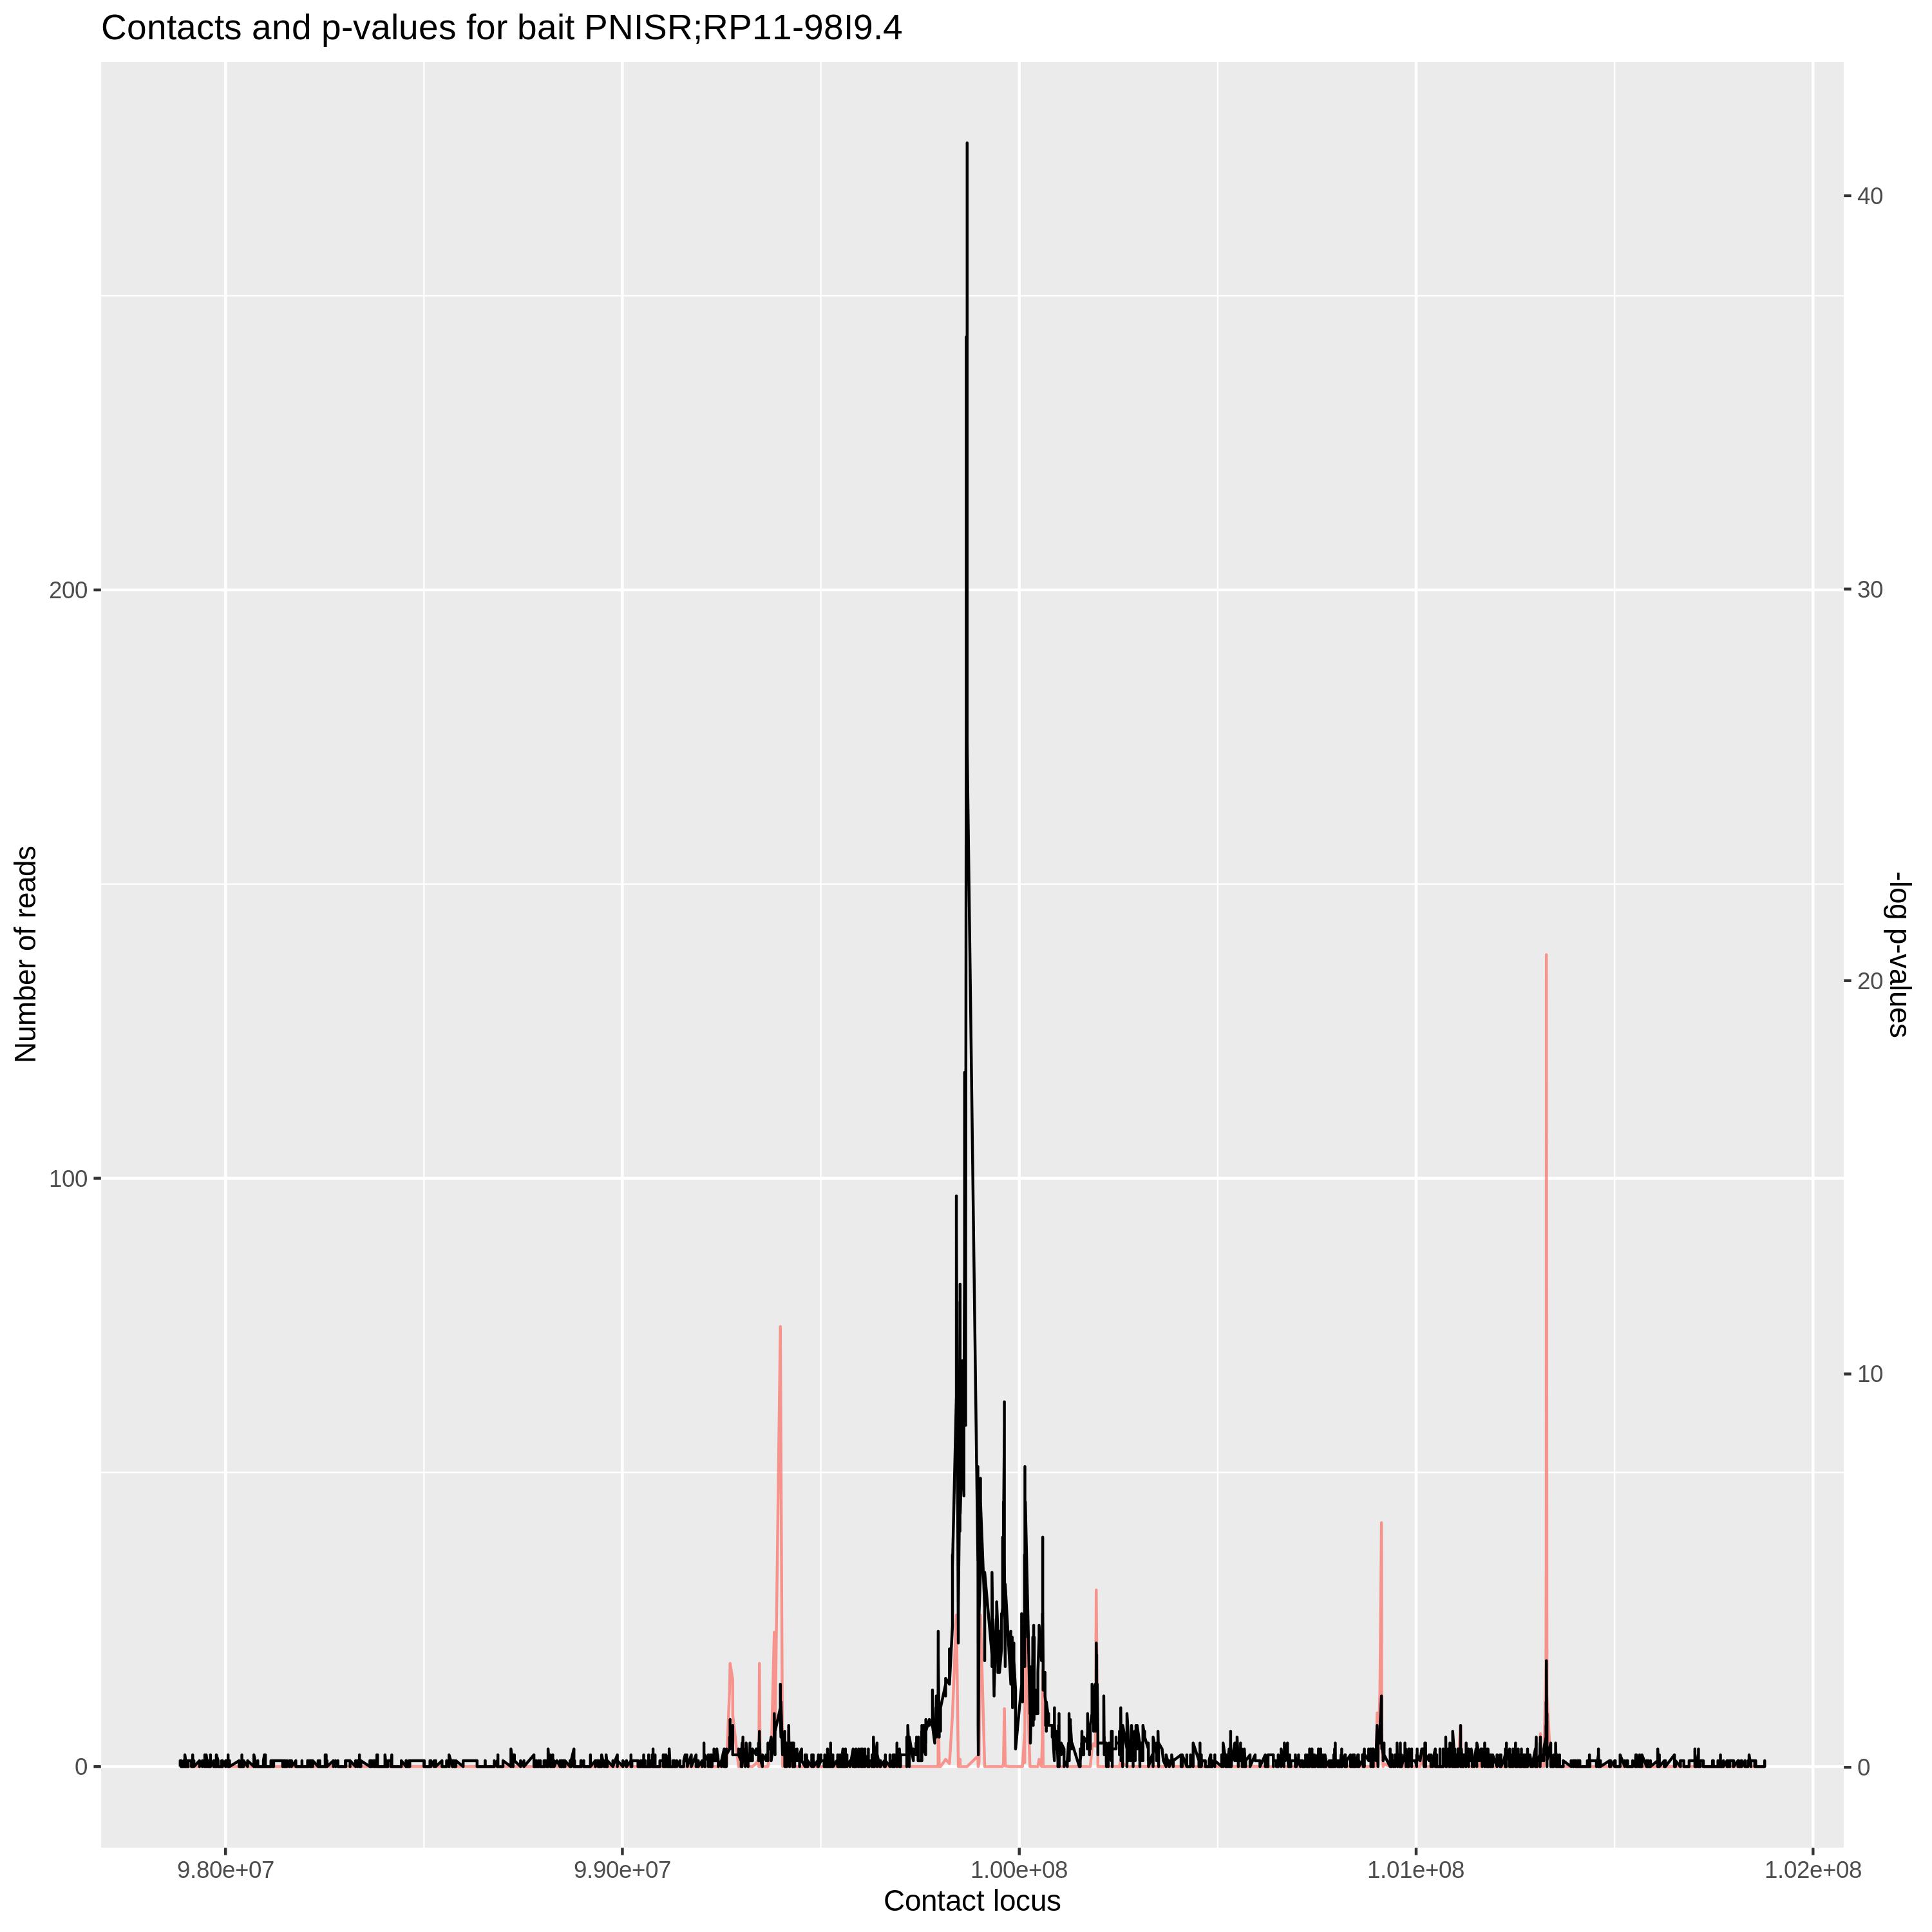 Contacts and p-values for bait PNISR;RP11-98I9.4
Number of reads
200
100
0
40
30
20
10
0
-log p-values
9.80e+07
9.90e+07
1.00e+08
1.01e+08
1.02e+08
Contact locus